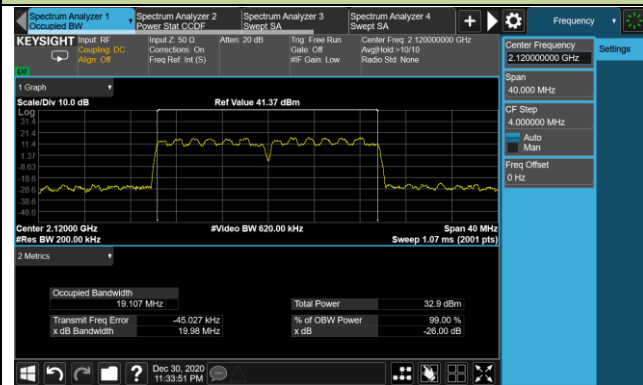 Spectrum Analyzer 1
Occupied BW
Spectrum Analyzer 2
Power Stat CCDF
Spectrum Analyzer 3
Swept SA
Spectrum Analyzer 4
Swept SA
Frequency
KEYSIGHT
Input: RF
Coupling: DC
Align: Off
Input Z: 50 Ω
Corrections: On
Freq Ref: Int (S)
Atten: 20 dB
Trig: Free Run
Gate: Off
#IF Gain: Low
Center Freq: 2.120000000 GHz
Avg|Hold:>10/10
Radio Std: None
Center Frequency
2.12000000 GHz
Settings
Span
40.000 MHz
CF Step
4.000000 MHz
Auto
Man
Freq Offset
0 Hz
1 Graph
Scale/Div 10.0 dB
Ref Value 41.37 dBm
Log
31.4
21.4
11.4
1.37
-8.63
-18.6
-28.6
-38.6
-48.6
Center 2.12000 GHz
#Video BW 620.00 kHz
Span 40 MHz
#Res BW 200.00 kHz
Sweep 1.07 ms (2001 pts)
2 Metrics
Occupied Bandwidth
19.107 MHz
Total Power
32.9 dBm
Transmit Freq Error
-45.027 kHz
% of OBW Power
99.00 %
x dB Bandwidth
19.98 MHz
x dB
-26.00 dB
?
Dec 30, 2020
11:33:51 PM